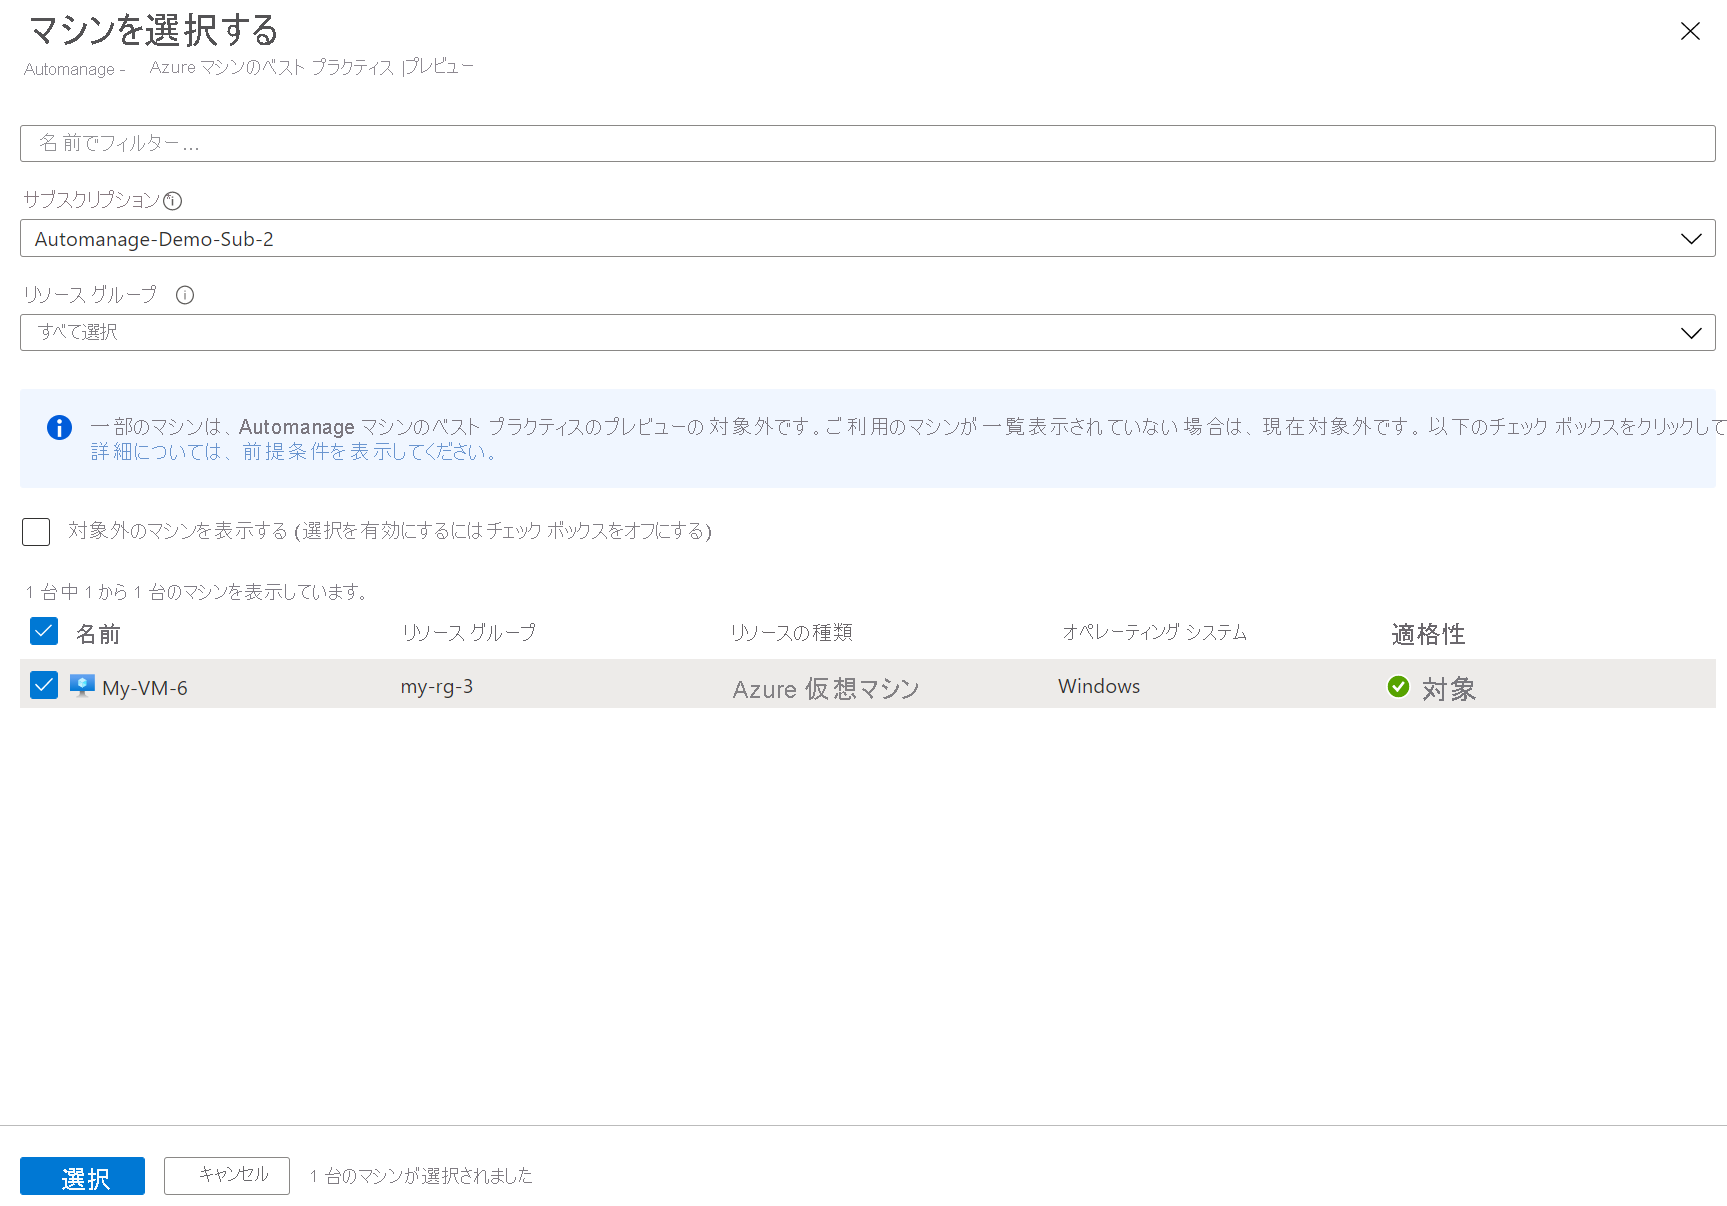 マシンを選択する
Automanage - Azure マシンのベスト プラクティス |プレビュー
名前でフィルター...
サブスクリプション
Automanage-Demo-Sub-2
リソース グループ
すべて選択
一部のマシンは、Automanage マシンのベスト プラクティスのプレビューの対象外です。ご利用のマシンが一覧表示されていない場合は、現在対象外です。以下のチェック ボックスをクリックして
詳細については、前提条件を表示してください。
対象外のマシンを表示する (選択を有効にするにはチェック ボックスをオフにする)
1 台中 1 から 1 台のマシンを表示しています。
名前 リソース グループ リソースの種類 オペレーティング システム 適格性
My-VM-6 my-rg-3 Azure 仮想マシン Windows 対象
選択 キャンセル 1 台のマシンが選択されました